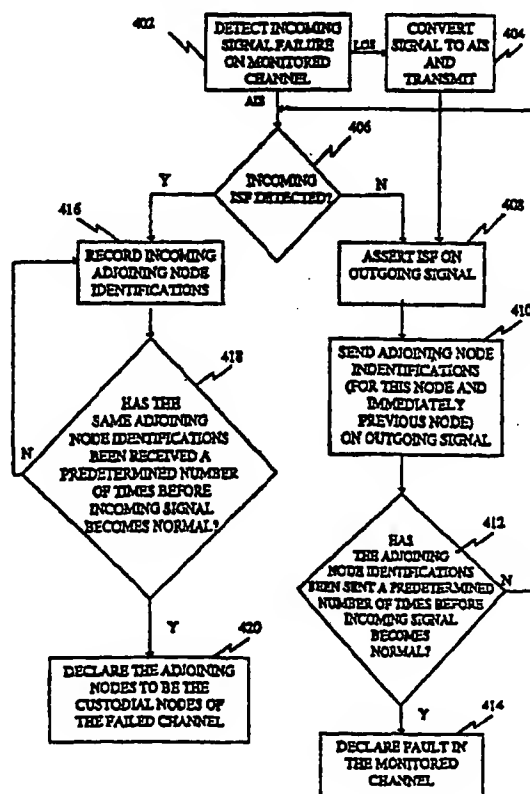 402
DETECT INCOMING
SIGNAL FAILURE
ON MONITORED
CHANNEL
LOS
CONVERT
SIGNAL TO AIS
AND
TRANSMIT
404
AIS
406
INCOMING
ISF DETECTED?
Y
N
416
RECORD INCOMING
ADJOINING NODE
IDENTIFICATIONS
408
ASSERT ISF ON
OUTGOING SIGNAL
410
SEND ADJOINING NODE
INDENTIFICATIONS
(FOR THIS NODE AND
IMMEDIATELY
PREVIOUS NODE)
ON OUTGOING SIGNAL
418
HAS THE
SAME ADJOINING
NODE IDENTIFICATIONS
BEEN RECEIVED A
PREDETERMINED NUMBER
OF TIMES BEFORE
INCOMING SIGNAL
BECOMES NORMAL?
N
Y
412
HAS
THE ADJOINING
NODE IDENTIFICATIONS
BEEN SENT A PREDETERMINED
NUMBER OF TIMES BEFORE
INCOMING SIGNAL
BECOMES
NORMAL?
N
Y
420
DECLARE THE ADJOINING
NODES TO BE THE
CUSTODIAL NODES OF
THE FAILED CHANNEL
414
DECLARE FAULT IN
THE MONITORED
CHANNEL